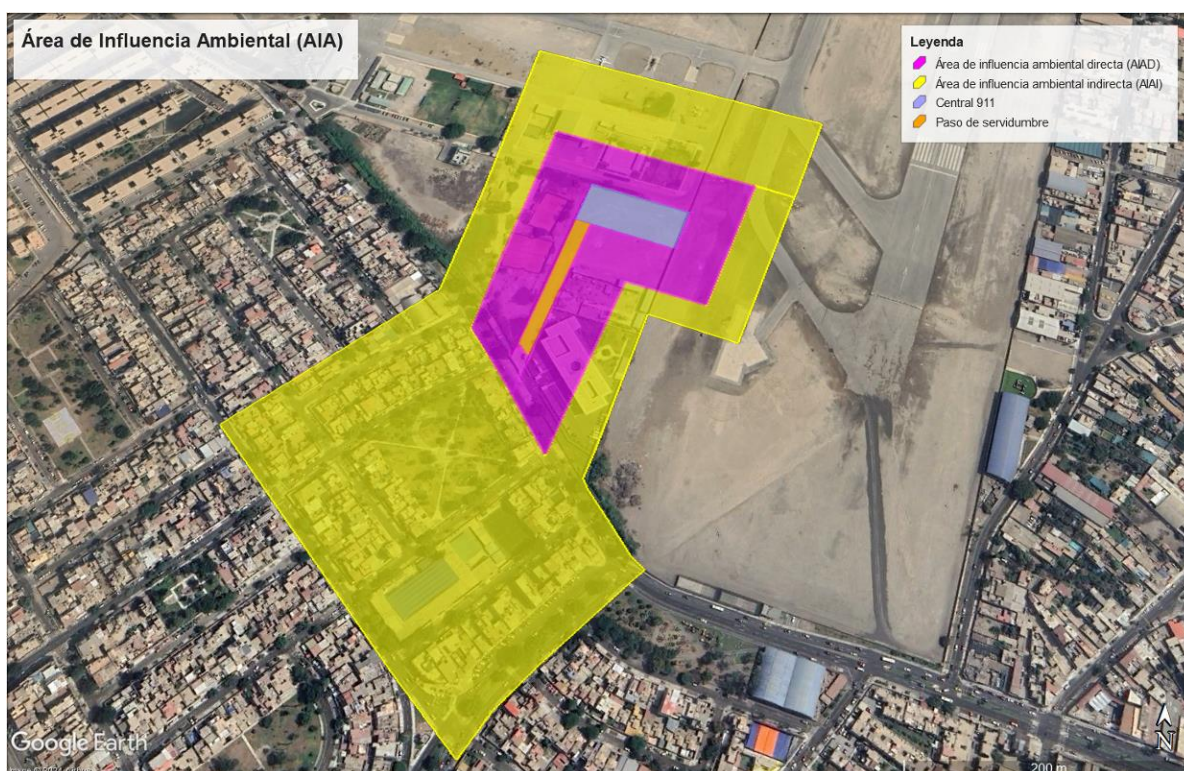 Área de Influencia Ambiental (AIA)
Leyenda
Área de influencia ambiental directa (AIAD)
Área de influencia ambiental indirecta (AIAI)
Central 911
Paso de servidumbre
Google Earth
200 m
N